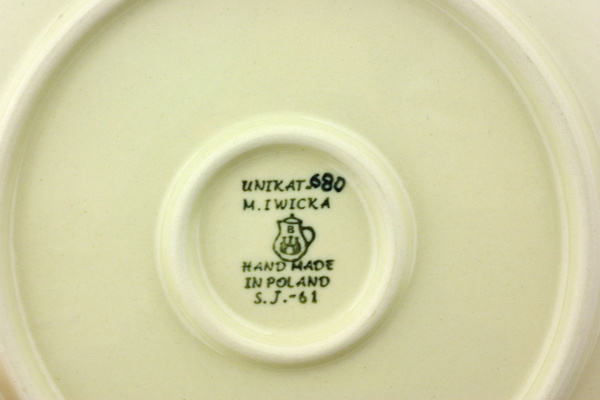 UNIKAT-680
M.IWICKA
B
HAND MADE
IN POLAND
S.J.-61